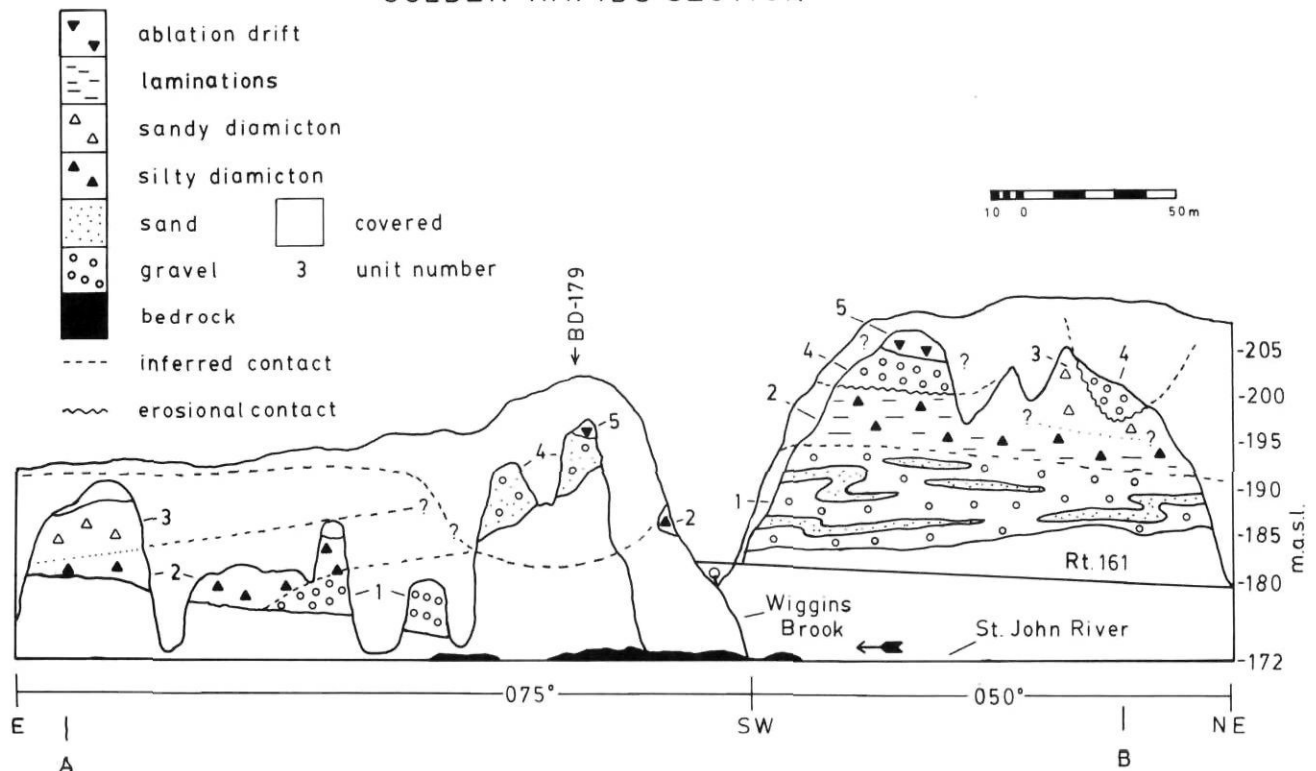 ablation drift
laminations
sandy diamicton
silty diamicton
sand
covered
gravel
3 unit number
bedrock
inferred contact
erosional contact
10 0 50m
BD-179
5
4
2
1
?
?
3
4
?
?
5
4
2
?
?
3
2
1
-205
-200
-195
-190
-185
-180
-172
m.a.s.l.
Rt. 161
Wiggins
Brook
St. John River
075°
050°
E
SW
NE
A
B